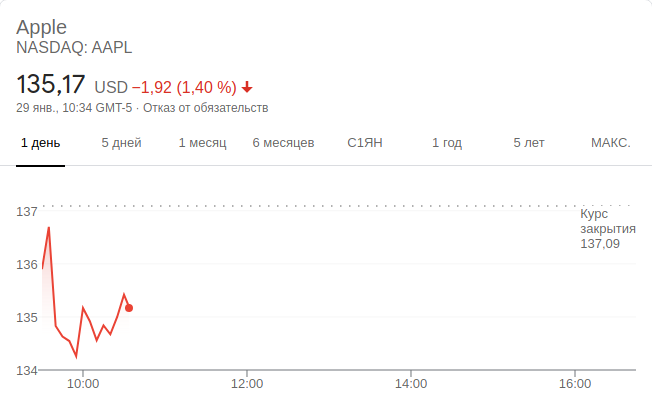 Apple
NASDAQ: AAPL
135,17 USD −1,92 (1,40 %)
29 янв., 10:34 GMT-5 · Отказ от обязательств
1 день 5 дней 1 месяц 6 месяцев С1ЯН 1 год 5 лет МАКС.
137
Курс
закрытия
137,09
136
135
134
10:00 12:00 14:00 16:00